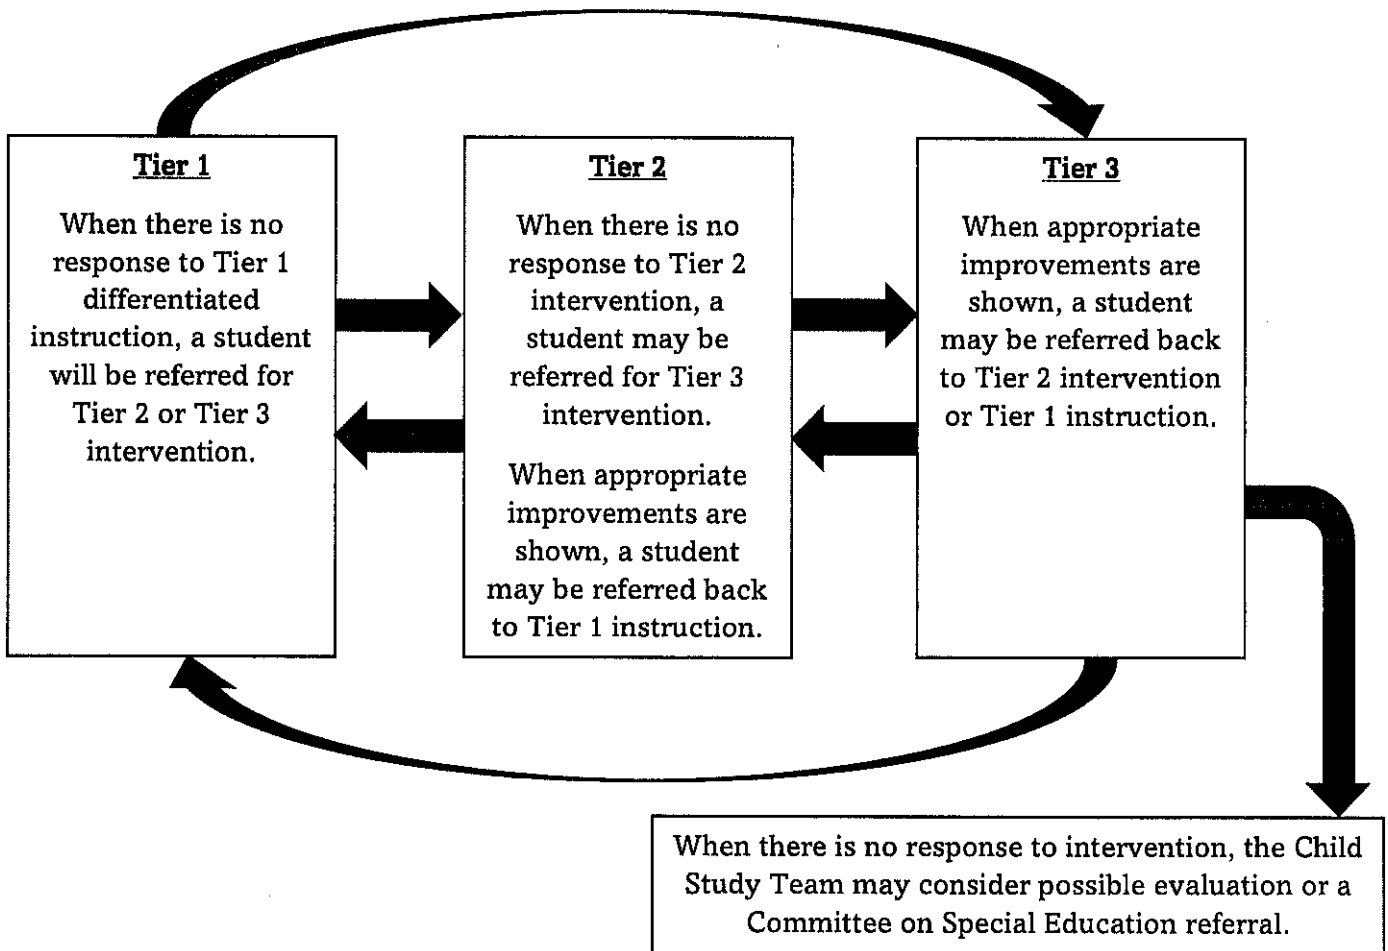 Tier 1
When there is no
response to Tier 1
differentiated
instruction, a student
will be referred for
Tier 2 or Tier 3
intervention.
Tier 2
When there is no
response to Tier 2
intervention, a
student may be
referred for Tier 3
intervention.
When appropriate
improvements are
shown, a student
may be referred back
to Tier 1 instruction.
Tier 3
When appropriate
improvements are
shown, a student
may be referred back
to Tier 2 intervention
or Tier 1 instruction.
When there is no response to intervention, the Child
Study Team may consider possible evaluation or a
Committee on Special Education referral.